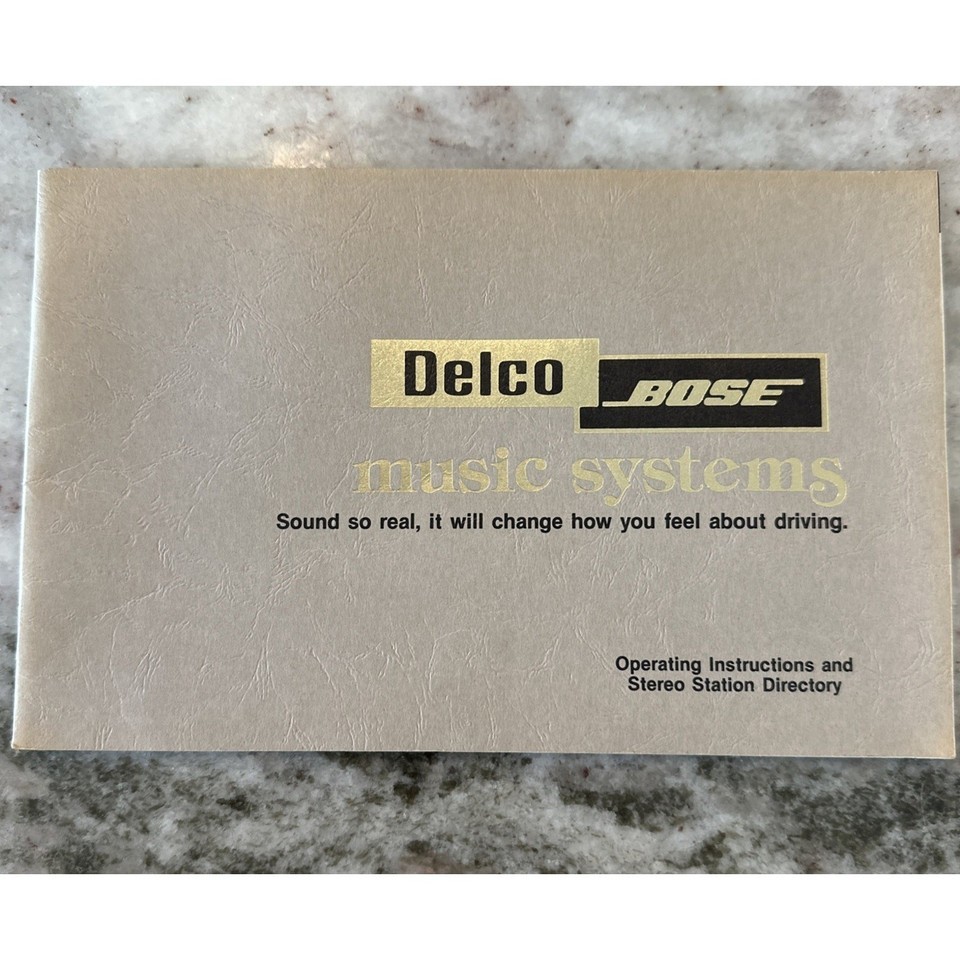 Delco
BOSE
music systems
Sound so real, it will change how you feel about driving.
Operating Instructions and
Stereo Station Directory